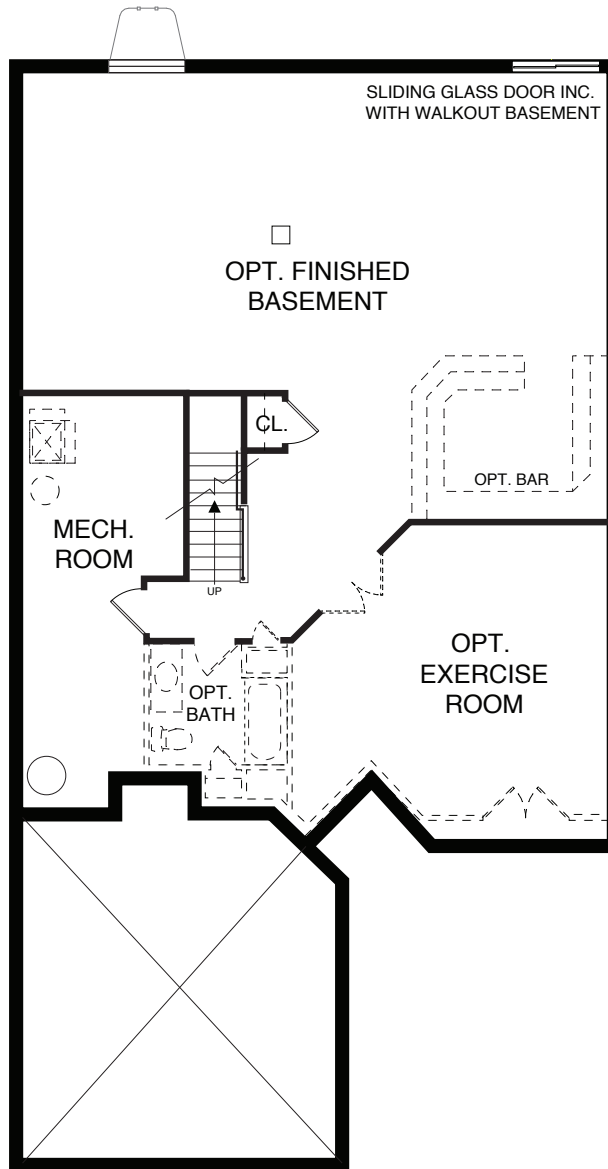 SLIDING GLASS DOOR INC.
WITH WALKOUT BASEMENT
OPT. FINISHED
BASEMENT
CL.
OPT. BAR
MECH.
ROOM
UP
OPT.
EXERCISE
ROOM
OPT.
BATH